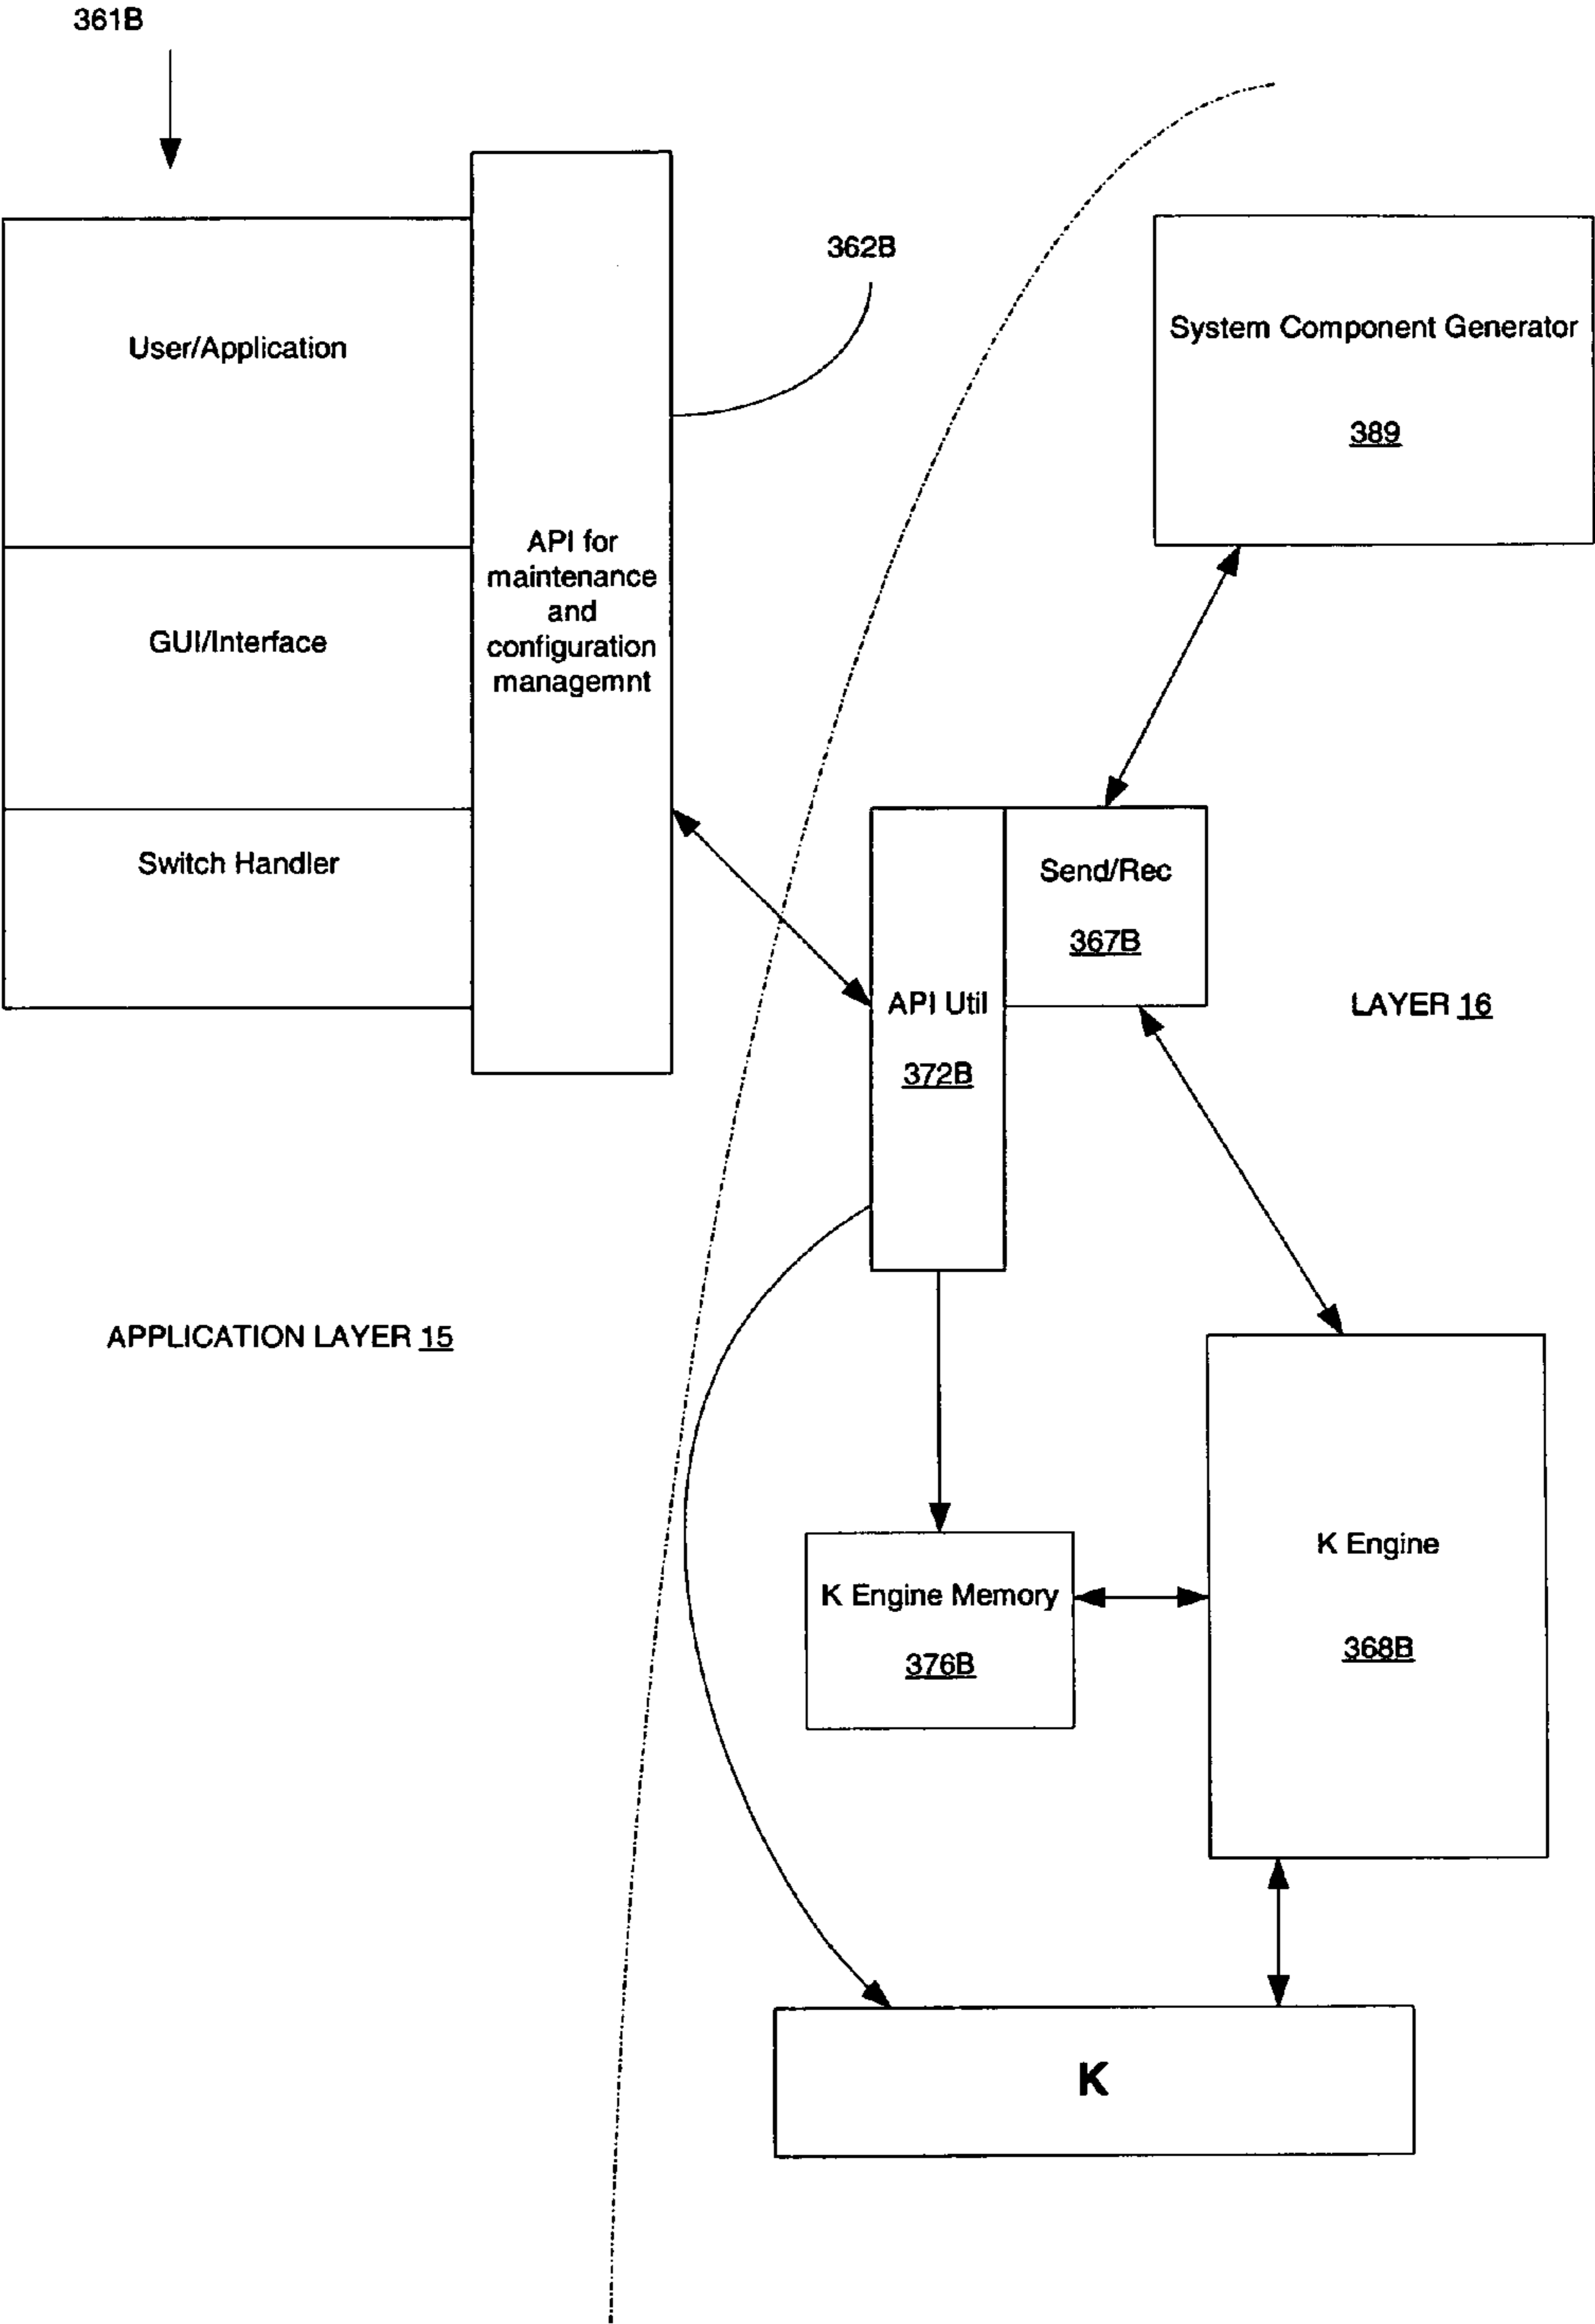 361B
362B
User/Application
System Component Generator
389
API for
maintenance
and
configuration
managemnt
GUI/Interface
Switch Handler
Send/Rec
367B
API Util
372B
LAYER 16
APPLICATION LAYER 15
K Engine Memory
376B
K Engine
368B
K